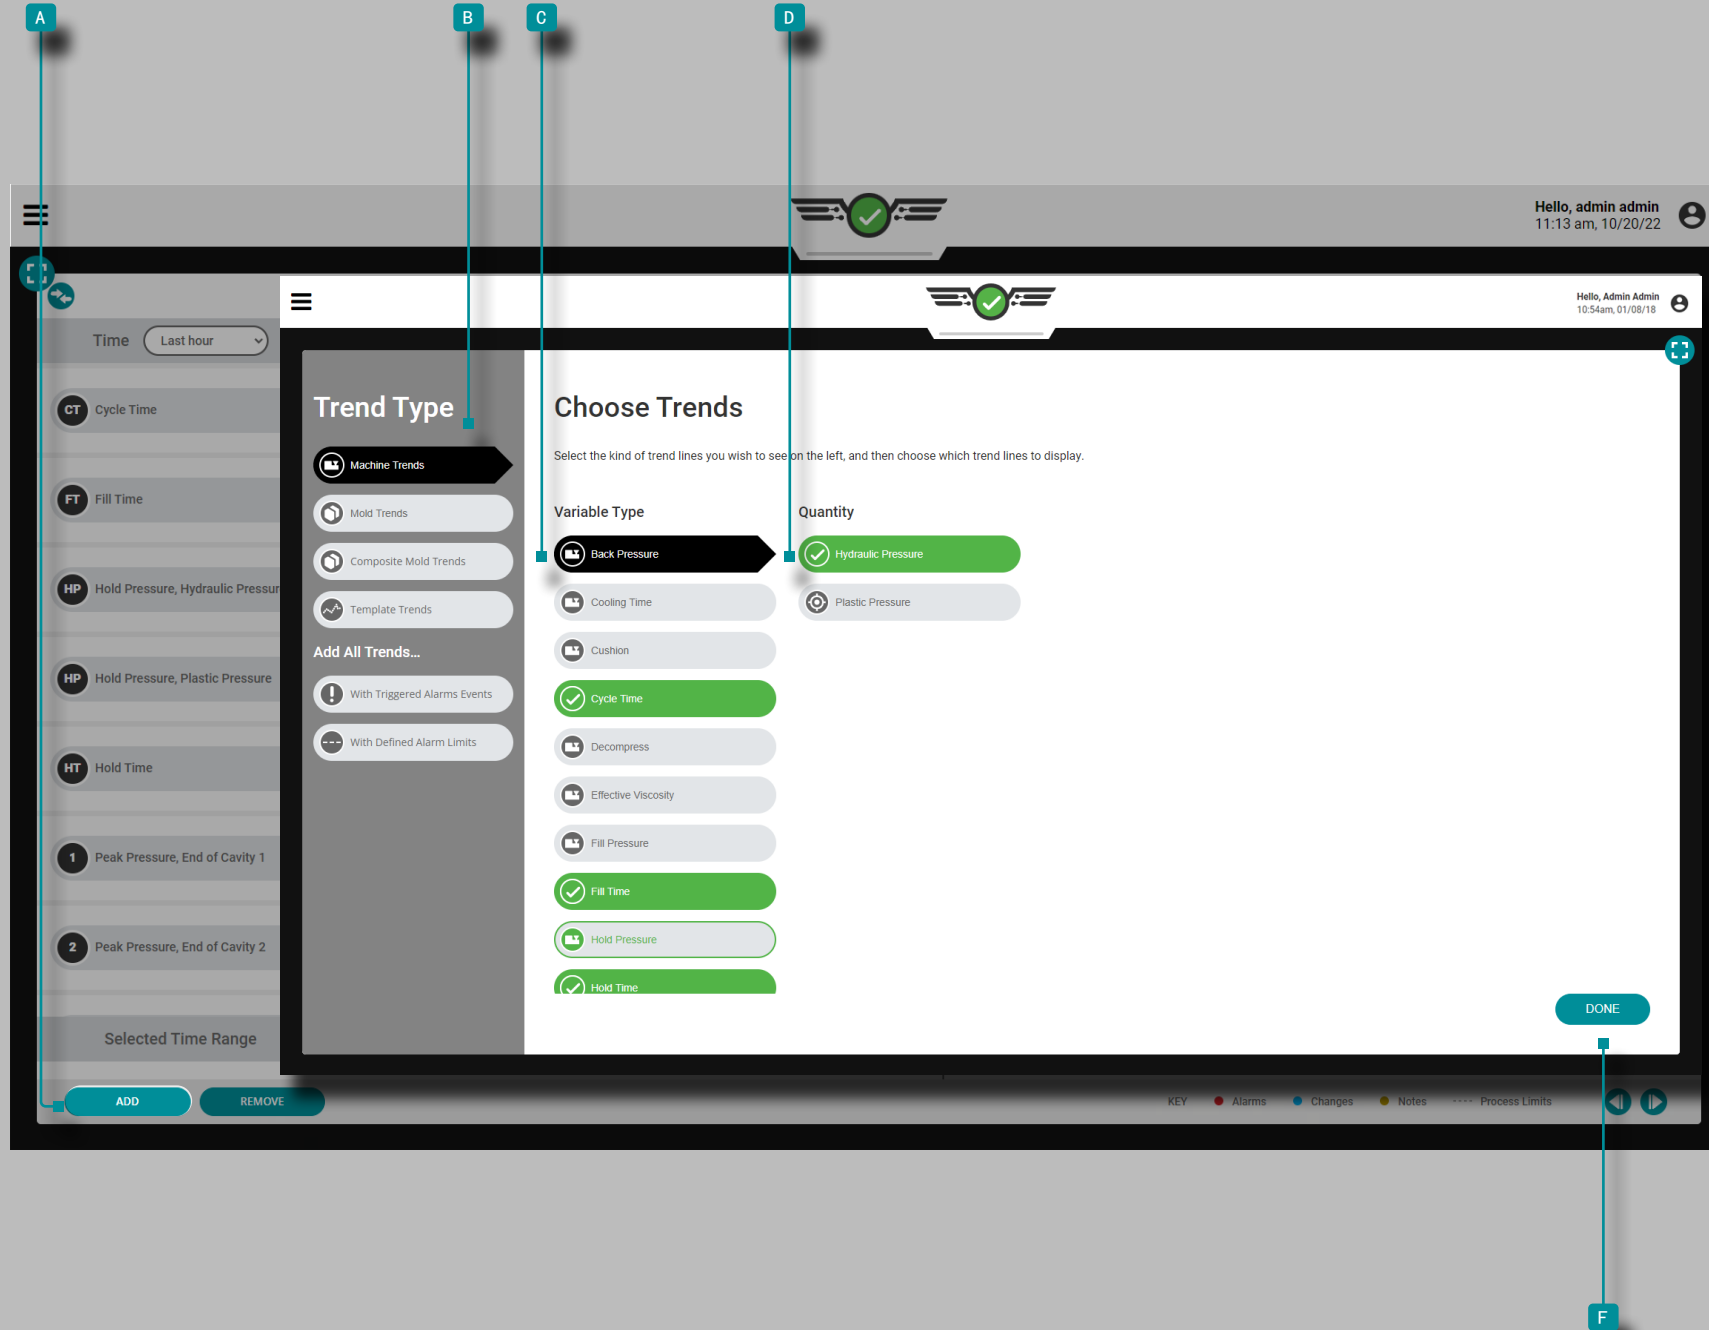 A
B
C
D
Hello, admin admin
11:13 am, 10/20/22
Hello, Admin Admin
10:54am, 01/08/18
Time
Last hour
CT
Cycle Time
FT
Fill Time
HP
Hold Pressure, Hydraulic Pressur
HP
Hold Pressure, Plastic Pressure
HT
Hold Time
1
Peak Pressure, End of Cavity 1
2
Peak Pressure, End of Cavity 2
Selected Time Range
Trend Type
Machine Trends
Mold Trends
Composite Mold Trends
Template Trends
Add All Trends...
With Triggered Alarms Events
With Defined Alarm Limits
Choose Trends
Select the kind of trend lines you wish to see on the left, and then choose which trend lines to display.
Variable Type
Back Pressure
Cooling Time
Cushion
Cycle Time
Decompress
Effective Viscosity
Fill Pressure
Fill Time
Hold Pressure
Hold Time
Quantity
Hydraulic Pressure
Plastic Pressure
DONE
ADD
REMOVE
KEY
Alarms
Changes
Notes
Process Limits
F